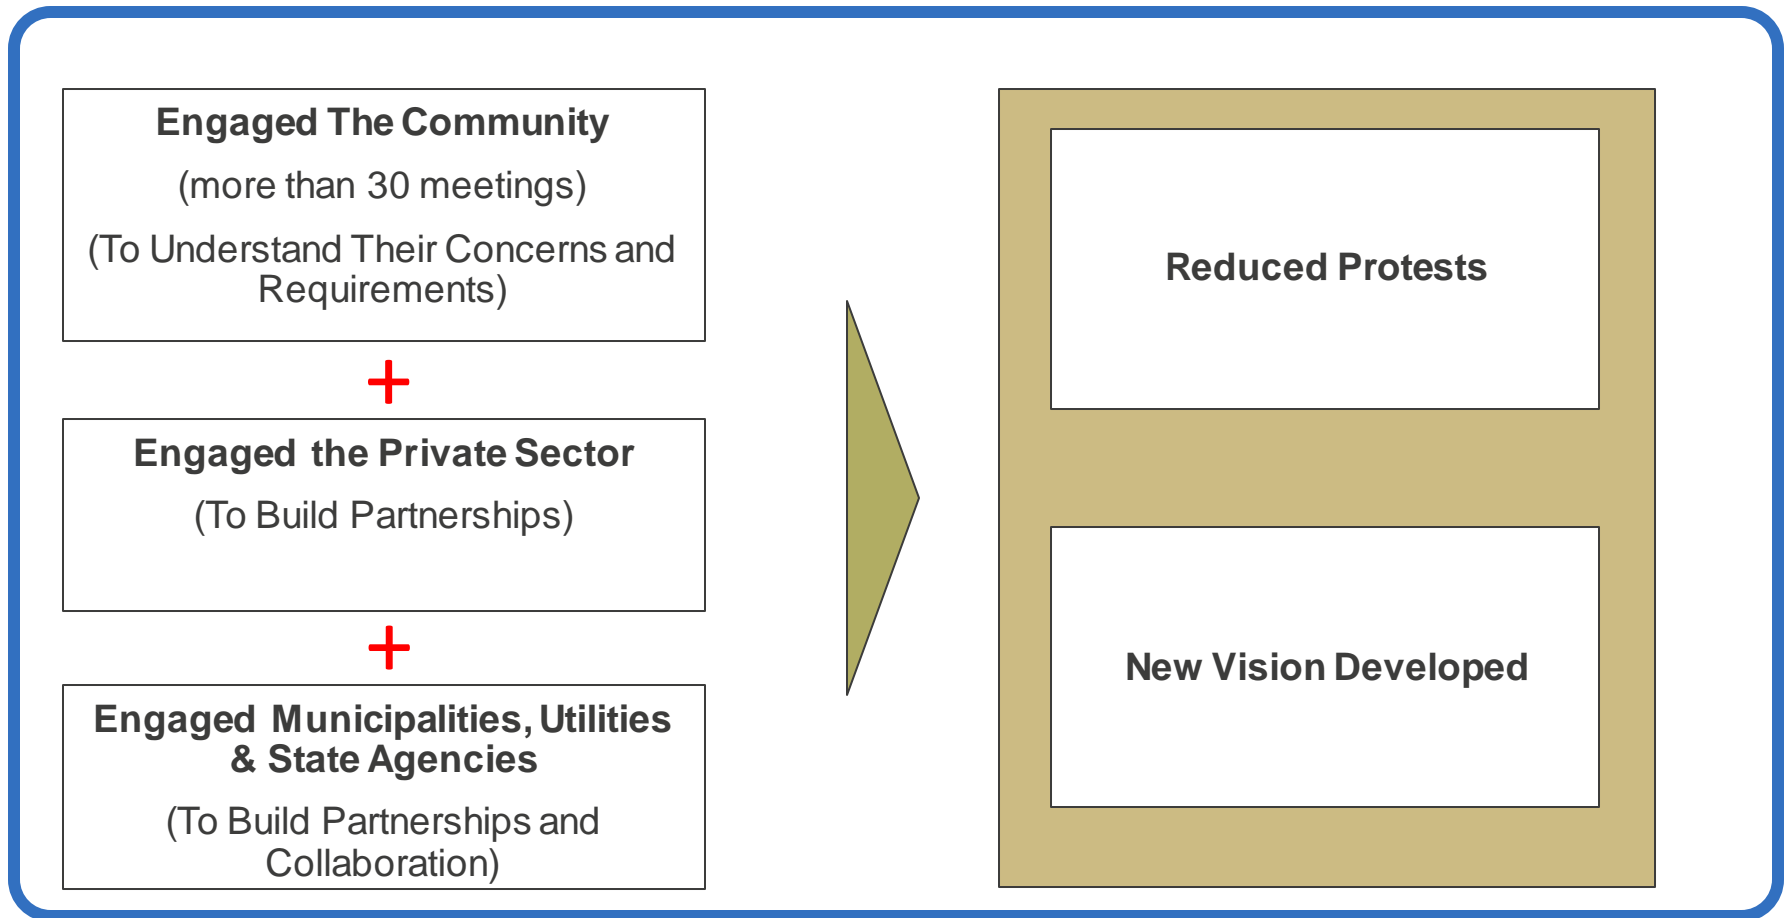 Engaged The Community
(more than 30 meetings)
(To Understand Their Concerns and
Requirements)
+
Engaged the Private Sector
(To Build Partnerships)
+
Engaged Municipalities, Utilities
& State Agencies
(To Build Partnerships and
Collaboration)
Reduced Protests
New Vision Developed